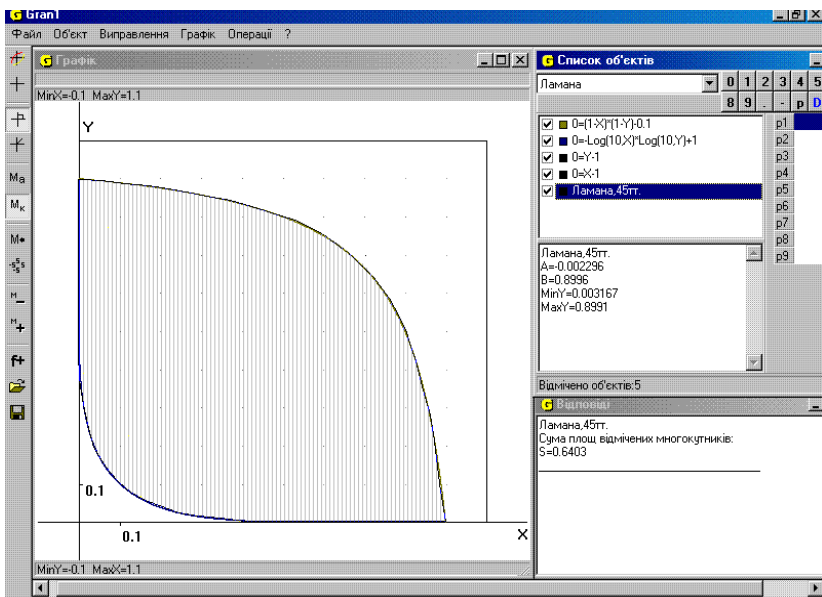 Gran1
Файл Об'єкт Виправлення Графік Операції ?
Графік
MinX=-0.1 MaxY=1.1
Y
0.1
0.1
X
MinY=-0.1 MaxX=1.1
Mа
Mк
M•
M
M
f+
Список об'єктів
Ламана
0 1 2 3 4 5
8 9 . - p D
0=(1-X)*(1-Y)-0.1
0=-Log(10,X)*Log(10,Y)+1
0=Y-1
0=X-1
Ламана,45тт.
p1
p2
p3
p4
p5
p6
p7
p8
p9
Ламана,45тт.
A=-0.002296
B=0.8996
MinY=0.003167
MaxY=0.8991
Відмічено об'єктів:5
Відповіді
Ламана,45тт.
Сума площ відмічених многокутників:
S=0.6403